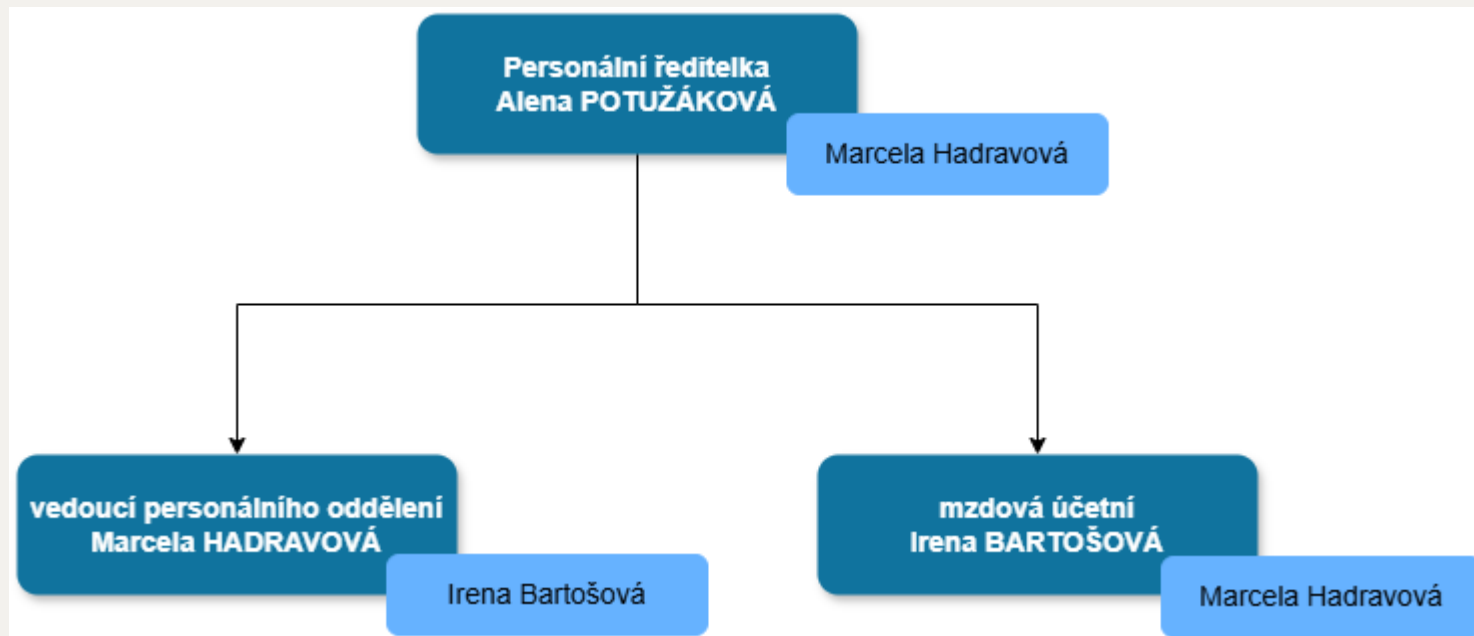 Personální ředitelka
Alena POTUŽÁKOVÁ
Marcela Hadravová
vedoucí personálního oddělení
Marcela HADRAVOVÁ
Irena Bartošová
mzdová účetní
Irena BARTOŠOVÁ
Marcela Hadravová